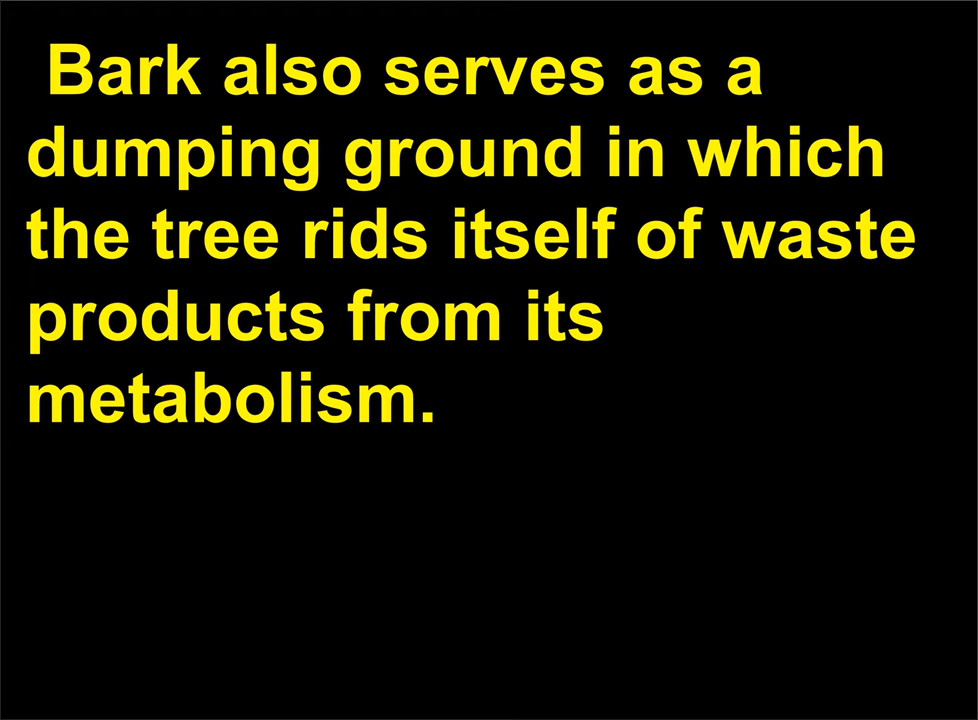 Bark also serves as a
dumping ground in which
the tree rids itself of waste
products from its
metabolism.